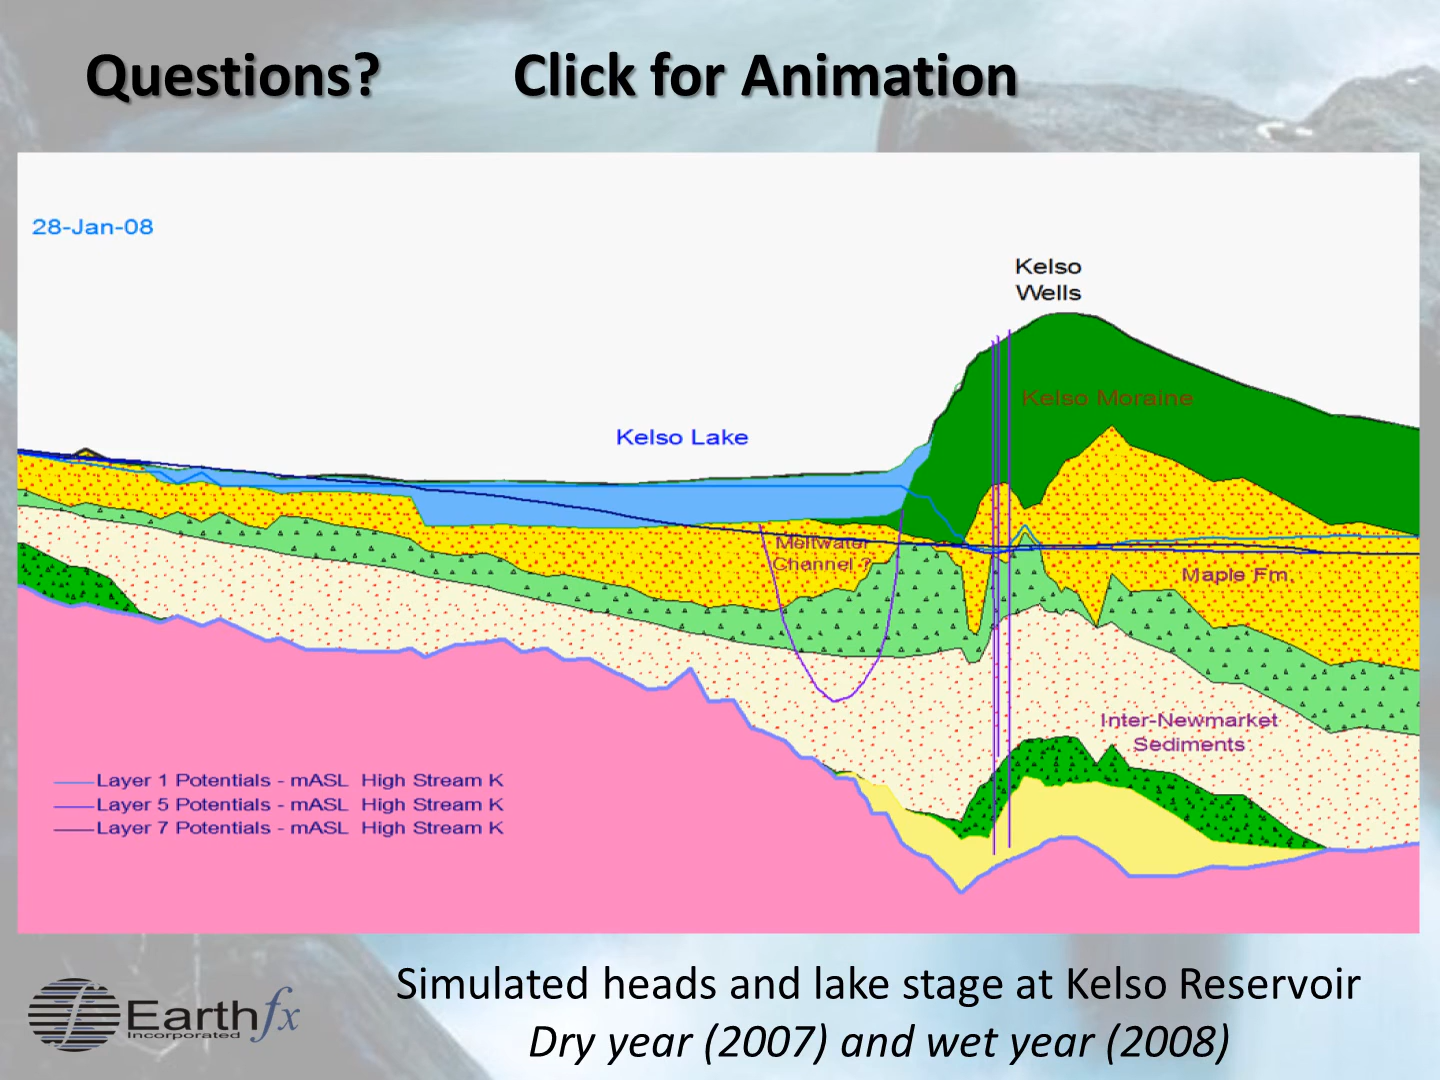 Questions? Click for Animation
28-Jan-08
Kelso
Wells
Kelso Moraine
Kelso Lake
Meltwater
Channel ?
Maple Fm.
Inter-Newmarket
Sediments
Layer 1 Potentials - mASL High Stream K
Layer 5 Potentials - mASL High Stream K
Layer 7 Potentials - mASL High Stream K
Simulated heads and lake stage at Kelso Reservoir
Dry year (2007) and wet year (2008)
Earthfx
Incorporated